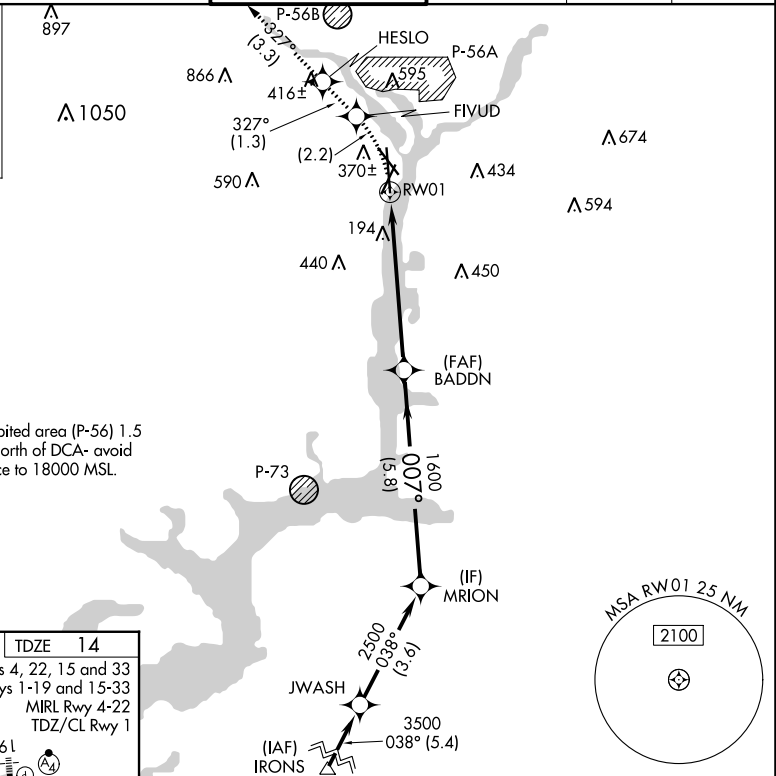 P-56B
897
327°
(3.3)
HESLO
P-56A
866
595
416±
1050
FIVUD
327°
(1.3)
674
(2.2)
370±
434
590
RW01
594
194
440
450
(FAF)
BADDN
bited area (P-56) 1.5
orth of DCA- avoid
ce to 18000 MSL.
P-73
1600
007°
(5.8)
(IF)
MRION
MSA RW01 25 NM
2100
2500
038°
(3.6)
TDZE 14
s 4, 22, 15 and 33
ys 1-19 and 15-33
MIRL Rwy 4-22
TDZ/CL Rwy 1
JWASH
3500
038° (5.4)
(IAF)
IRONS
19
A4